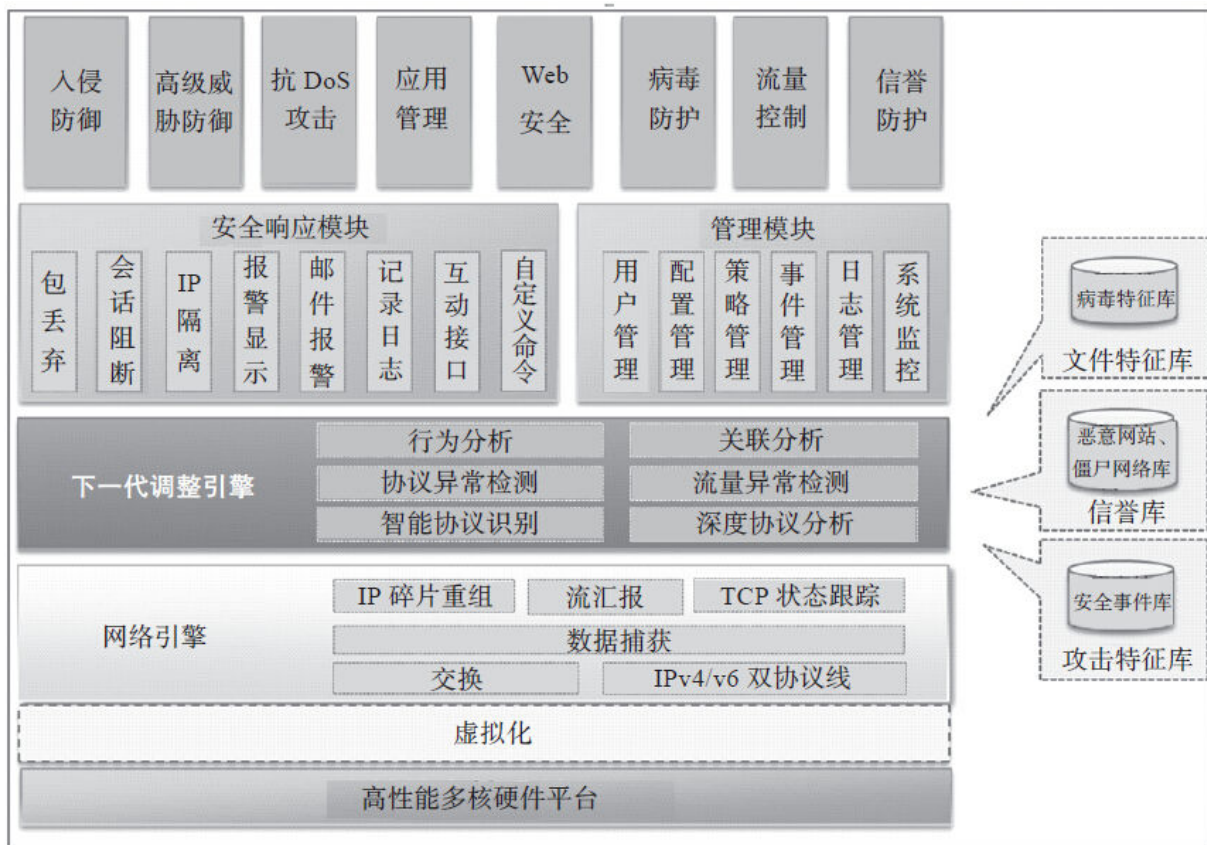 入侵
防御
高级威
胁防御
抗 DoS
攻击
应用
管理
Web
安全
病毒
防护
流量
控制
信誉
防护
安全响应模块
包丢弃
会话阻断
IP
隔离
报警显示
邮件报警
记录日志
互动接口
自定义命令
管理模块
用户管理
配置管理
策略管理
事件管理
日志管理
系统监控
下一代调整引擎
行为分析
关联分析
协议异常检测
流量异常检测
智能协议识别
深度协议分析
网络引擎
IP 碎片重组
流汇报
TCP 状态跟踪
数据捕获
交换
IPv4/v6 双协议线
虚拟化
高性能多核硬件平台
病毒特征库
文件特征库
恶意网站、
僵尸网络库
信誉库
安全事件库
攻击特征库